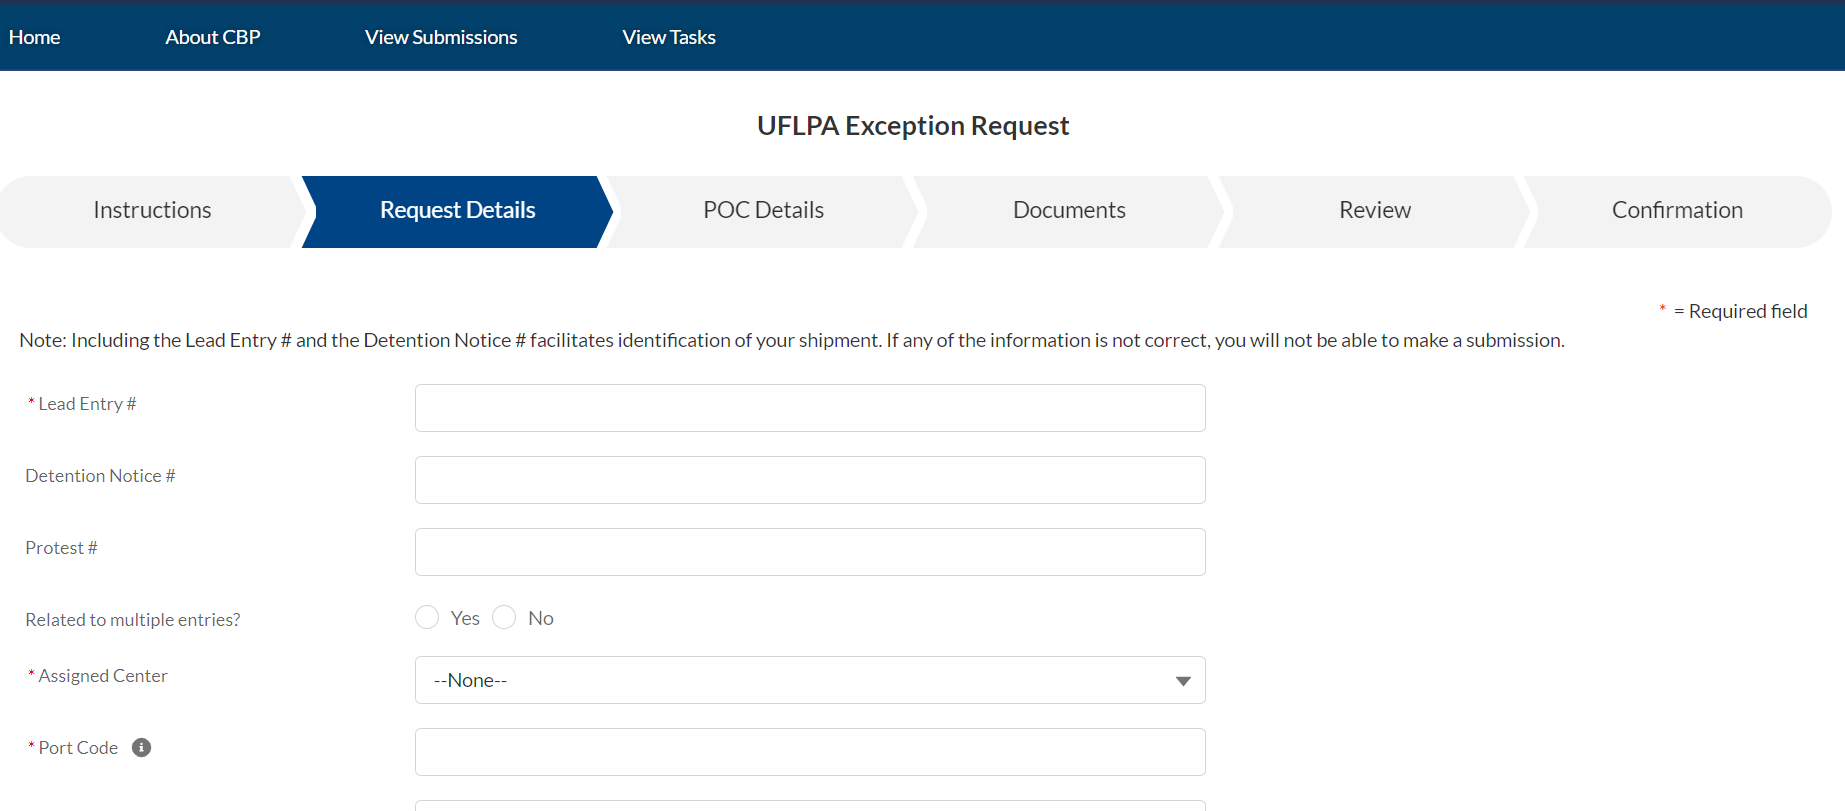 Home About CBP View Submissions View Tasks
UFLPA Exception Request
Instructions Request Details POC Details Documents Review Confirmation
* = Required field
Note: Including the Lead Entry # and the Detention Notice # facilitates identification of your shipment. If any of the information is not correct, you will not be able to make a submission.
* Lead Entry #
Detention Notice #
Protest #
Related to multiple entries? Yes No
* Assigned Center --None--
* Port Code i